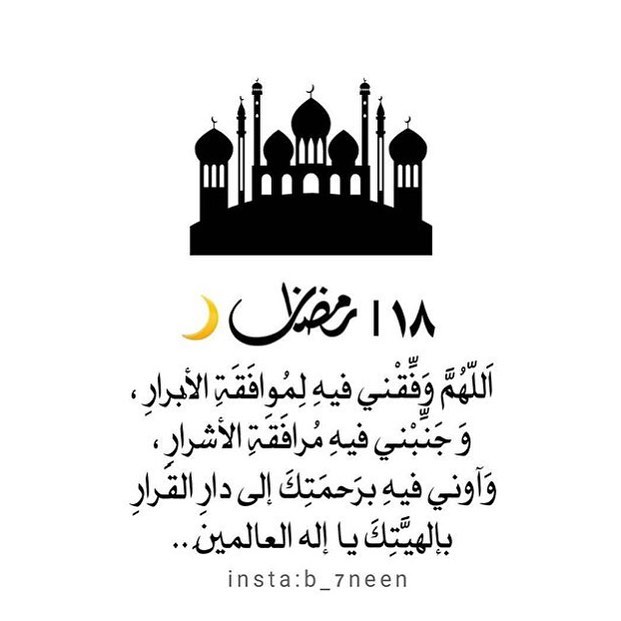 ١٨ | رمضان 🌙
اَللّهُمَّ وَفِّقْني فيهِ لِمُوافَقَةِ الأبرارِ ،
وَ جَنِّبْني فيهِ مُرافَقَةِ الأشرارِ ،
وَآوني فيهِ برَحمَتِكَ إلى دارِ القَرارِ
بإلهيَّتِكَ يا إله العالمينَ..
insta:b_7neen